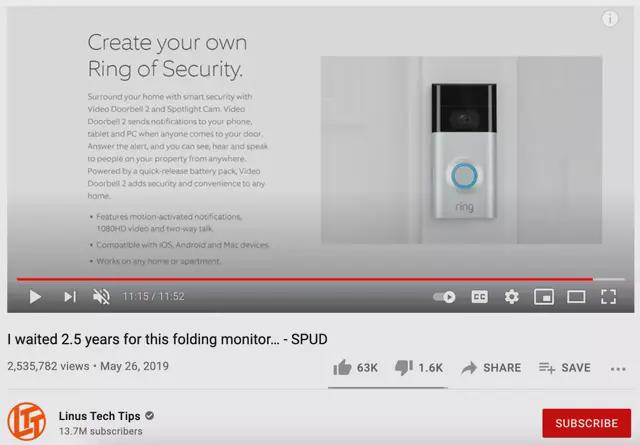 Create your own
Ring of Security.
Surround your home with smart security with
Video Doorbell 2 and Spotlight Cam. Video
Doorbell 2 sends notifications to your phone,
tablet and PC when anyone comes to your door.
Answer the alert, and you can see, hear and speak
to people on your property from anywhere.
Powered by a quick-release battery pack, Video
Doorbell 2 adds security and convenience to any
home.
• Features motion-activated notifications,
1080HD video and two-way talk.
• Compatible with iOS, Android and Mac devices.
• Works on any home or apartment.
ring
11:15 / 11:52
CC
I waited 2.5 years for this folding monitor... - SPUD
2,535,782 views • May 26, 2019
63K
1.6K
SHARE
SAVE
LTT
Linus Tech Tips
13.7M subscribers
SUBSCRIBE